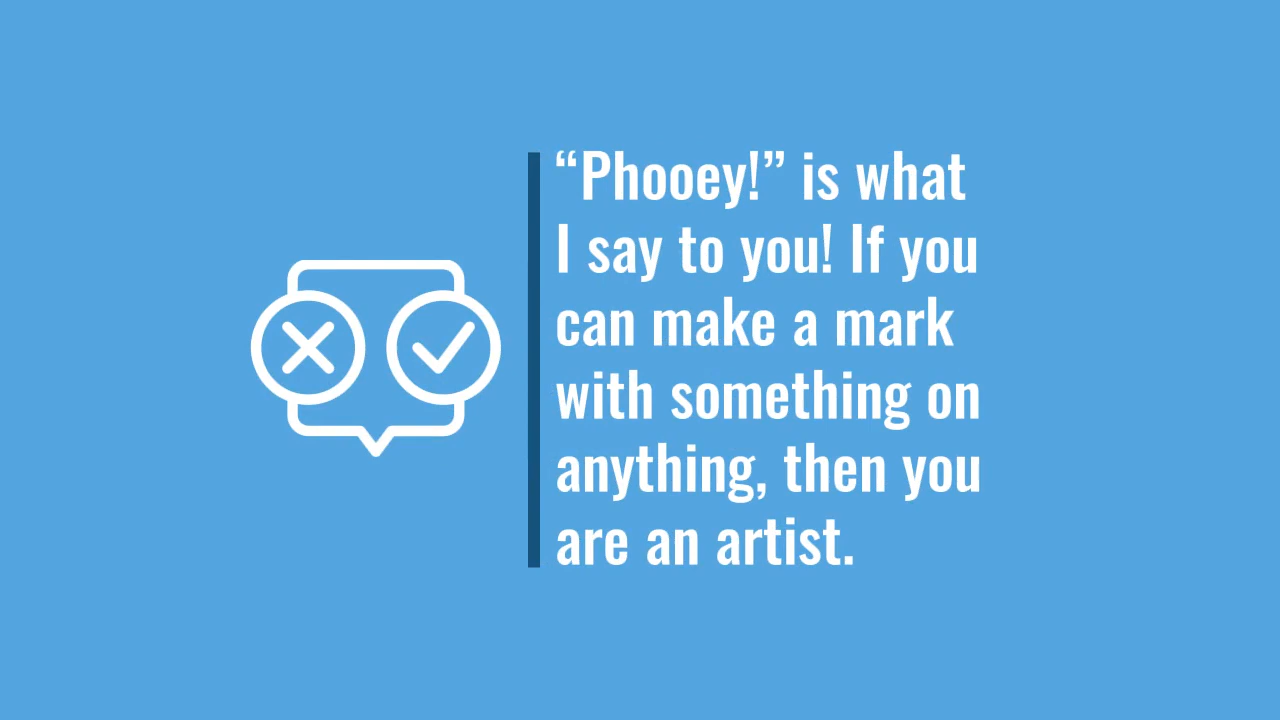 “Phooey!” is what
I say to you! If you
can make a mark
with something on
anything, then you
are an artist.